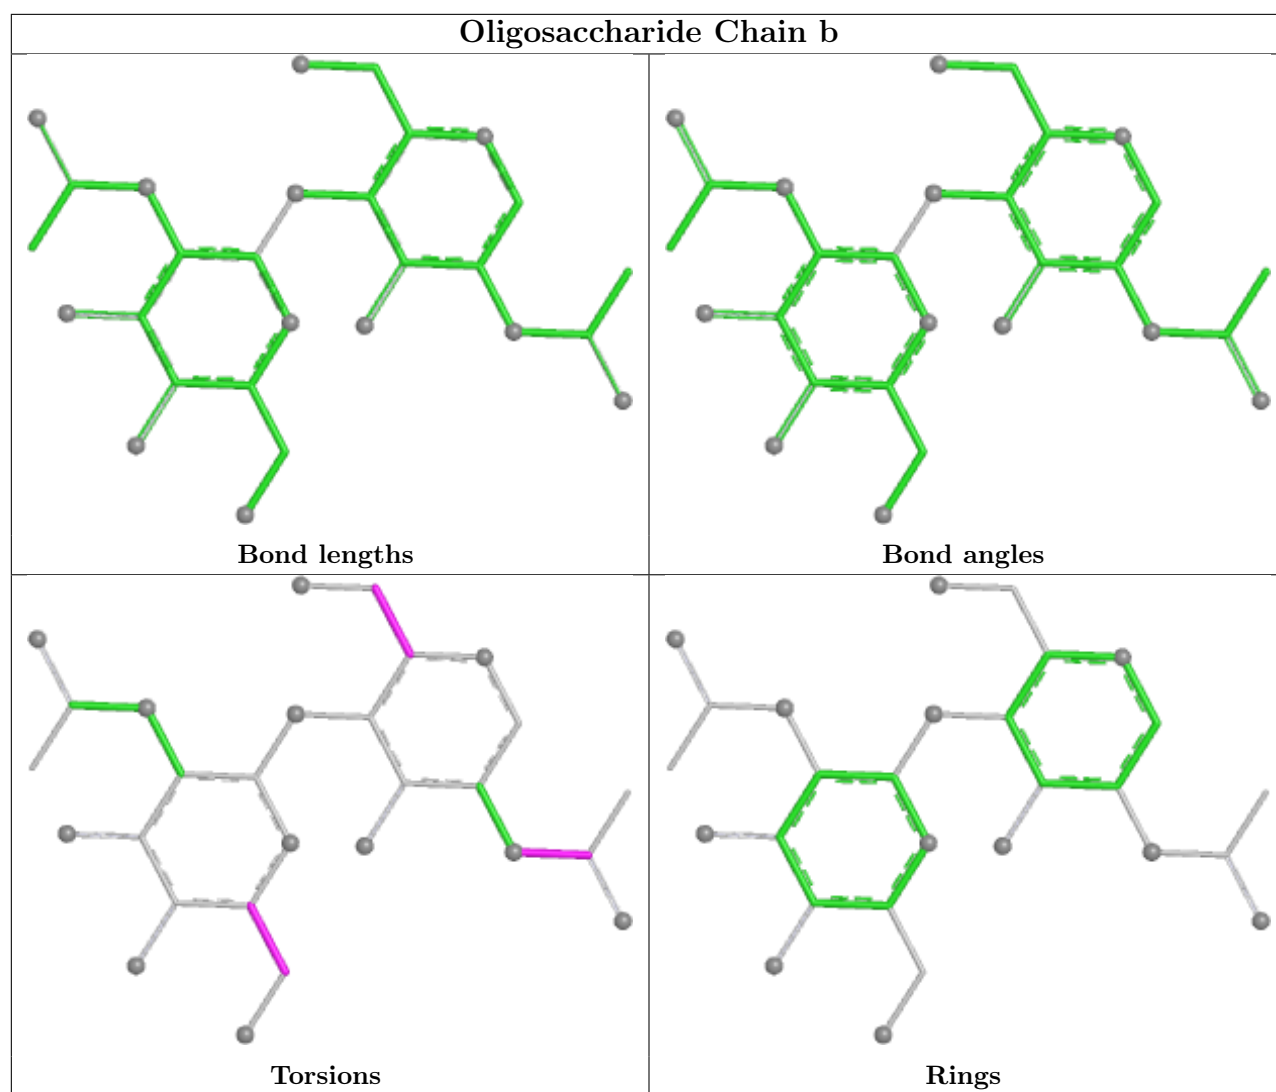 Oligosaccharide Chain b
Bond lengths
Bond angles
Torsions
Rings